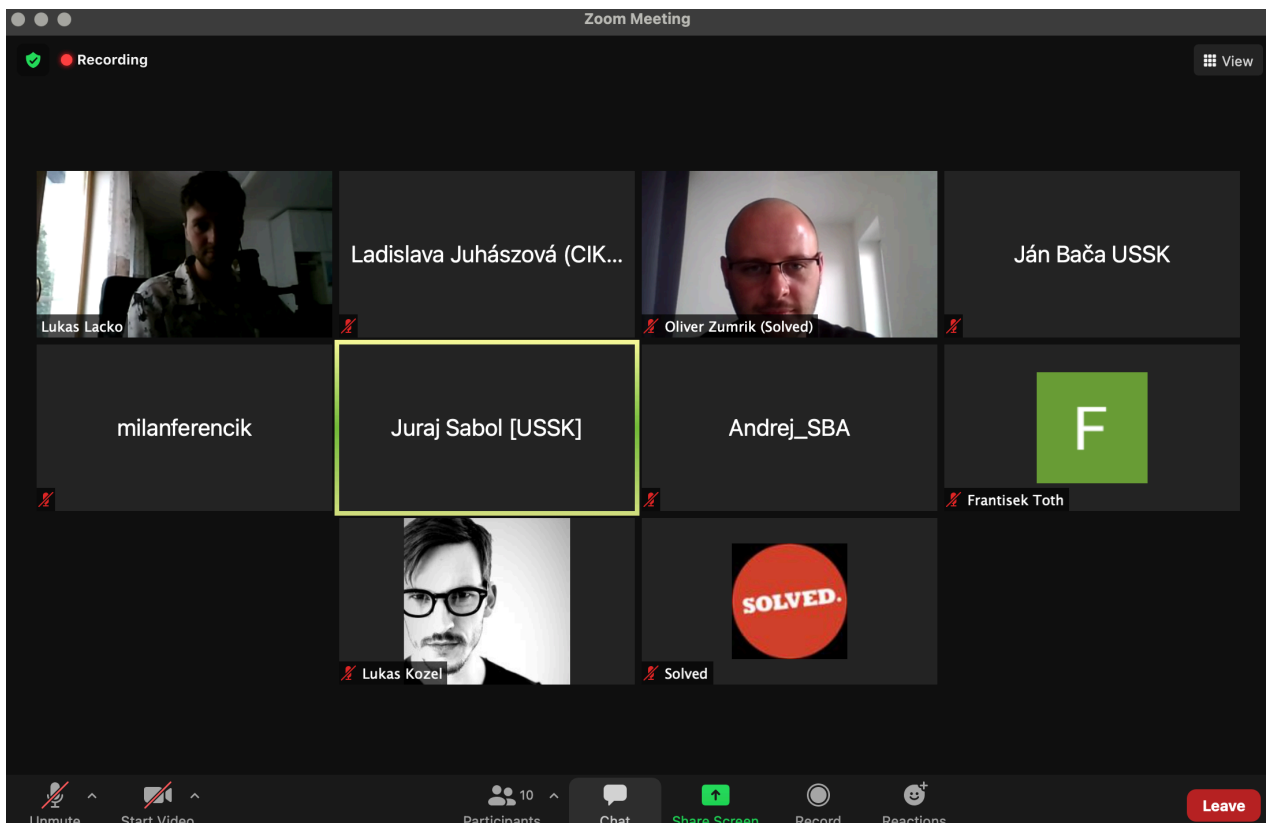 Zoom Meeting
Recording
View
Lukas Lacko
Ladislava Juhászová (CIK...
Oliver Zumrik (Solved)
Ján Bača USSK
milanferencik
Juraj Sabol [USSK]
Andrej_SBA
F
Frantisek Toth
Lukas Kozel
SOLVED.
Solved
Unmute
Start Video
Participants
10
Chat
Share Screen
Record
Reactions
Leave